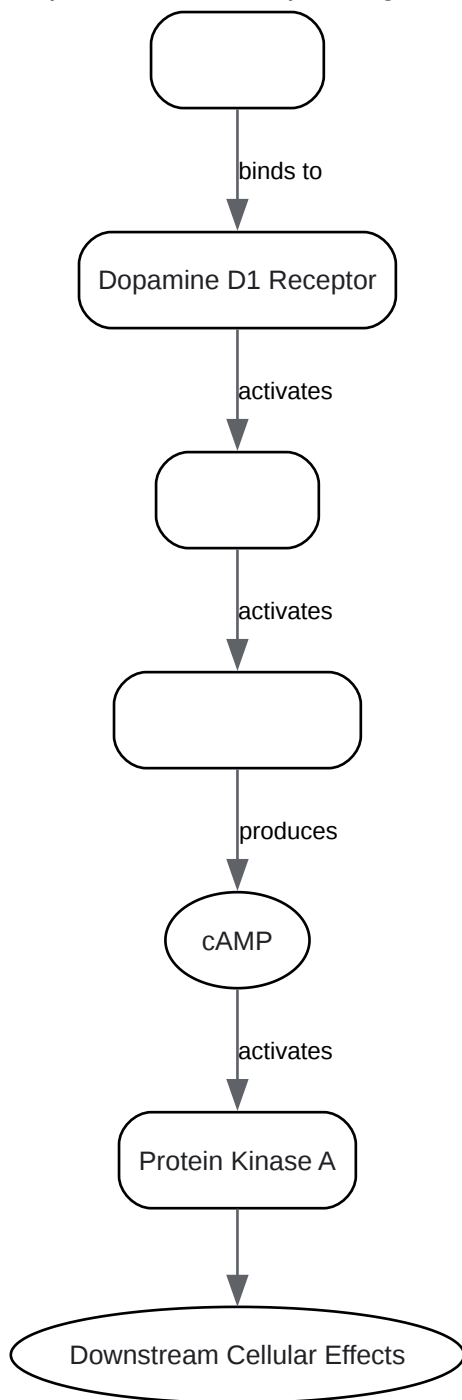 binds to
Dopamine D1 Receptor
activates
activates
produces
cAMP
activates
Protein Kinase A
Downstream Cellular Effects